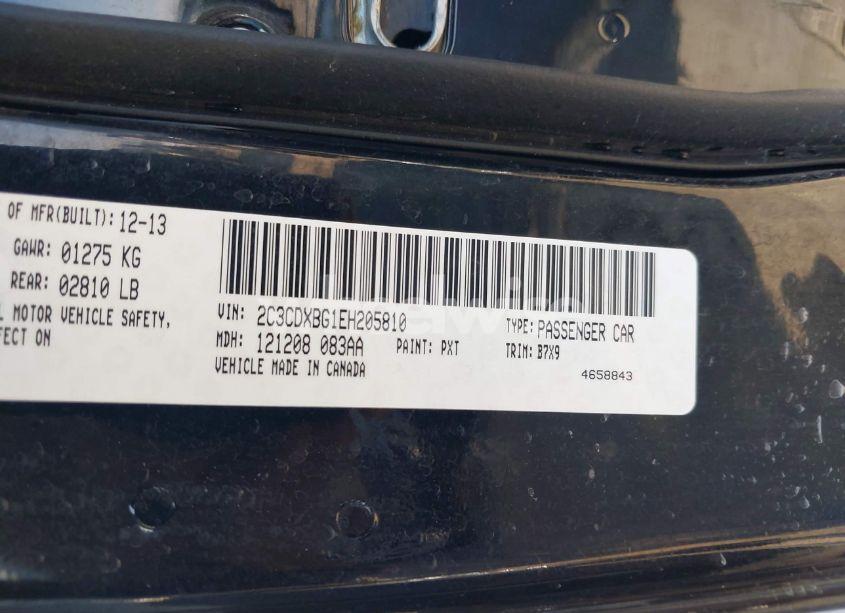 OF MFR(BUILT): 12-13
GAWR: 01275 KG
REAR: 02810 LB
MOTOR VEHICLE SAFETY,
EFFECT ON
VIN: 2C3CDXBG1EH205810
TYPE: PASSENGER CAR
MDH: 121208 083AA
PAINT: PXT
TRIM: B7X9
VEHICLE MADE IN CANADA
4658843